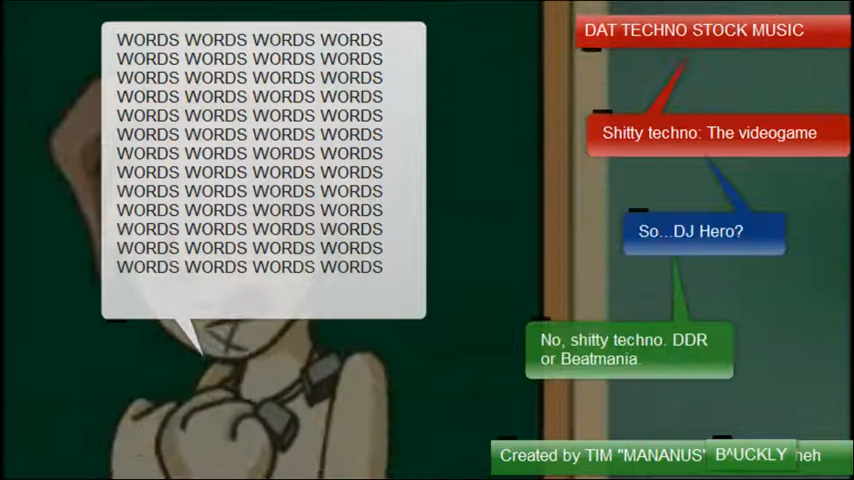 WORDS WORDS WORDS WORDS
WORDS WORDS WORDS WORDS
WORDS WORDS WORDS WORDS
WORDS WORDS WORDS WORDS
WORDS WORDS WORDS WORDS
WORDS WORDS WORDS WORDS
WORDS WORDS WORDS WORDS
WORDS WORDS WORDS WORDS
WORDS WORDS WORDS WORDS
WORDS WORDS WORDS WORDS
WORDS WORDS WORDS WORDS
WORDS WORDS WORDS WORDS
WORDS WORDS WORDS WORDS
DAT TECHNO STOCK MUSIC
Shitty techno: The videogame
So...DJ Hero?
No, shitty techno. DDR
or Beatmania.
Created by TIM "MANANUS" B^UCKLY heh